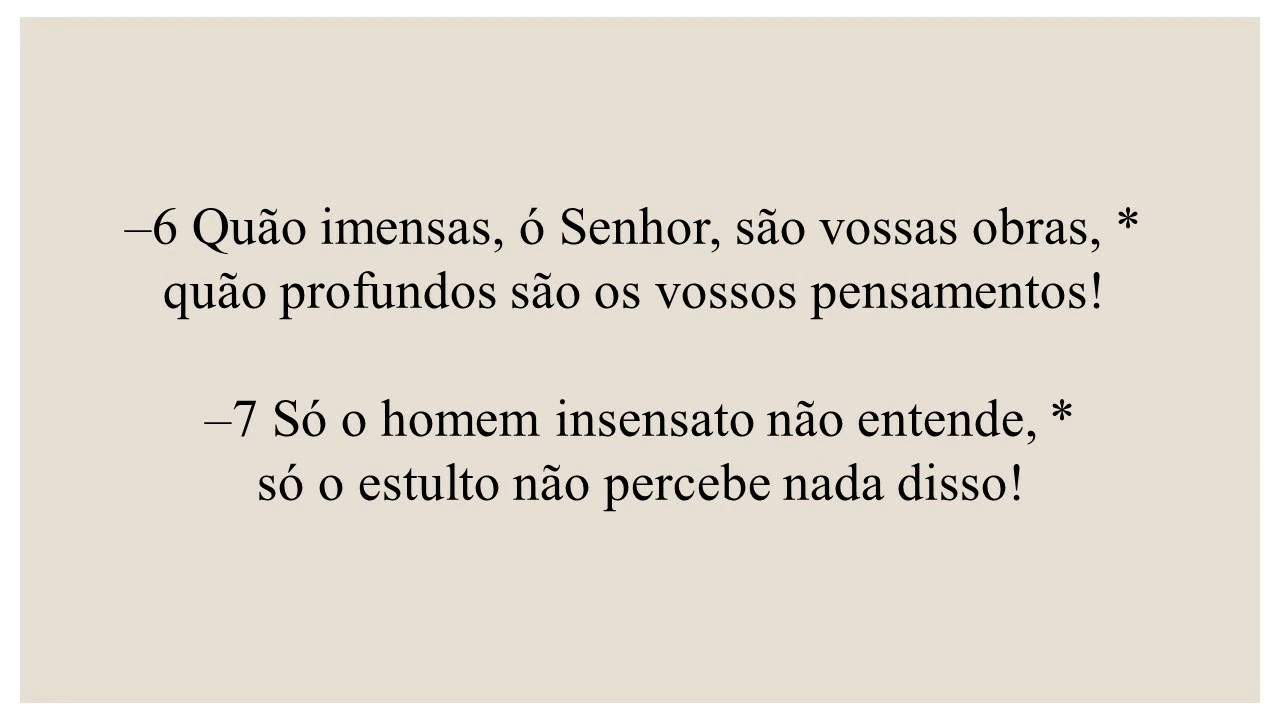 –6 Quão imensas, ó Senhor, são vossas obras, *
quão profundos são os vossos pensamentos!
–7 Só o homem insensato não entende, *
só o estulto não percebe nada disso!